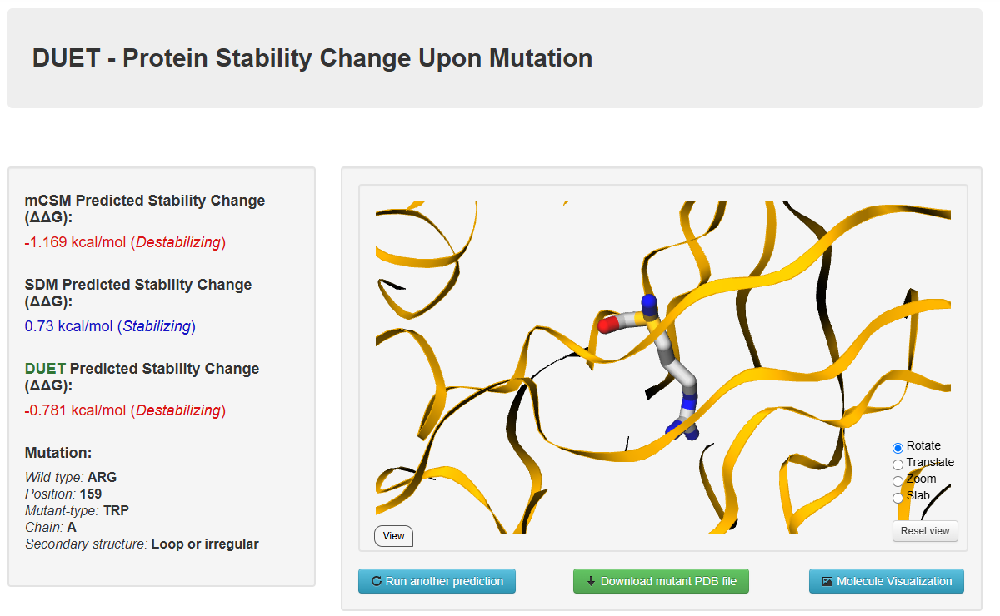 DUET - Protein Stability Change Upon Mutation
mCSM Predicted Stability Change
(ΔΔG):
-1.169 kcal/mol (Destabilizing)
SDM Predicted Stability Change
(ΔΔG):
0.73 kcal/mol (Stabilizing)
DUET Predicted Stability Change
(ΔΔG):
-0.781 kcal/mol (Destabilizing)
Mutation:
Wild-type: ARG
Position: 159
Mutant-type: TRP
Chain: A
Secondary structure: Loop or irregular
Rotate
Translate
Zoom
Slab
Reset view
View
Run another prediction
Download mutant PDB file
Molecule Visualization